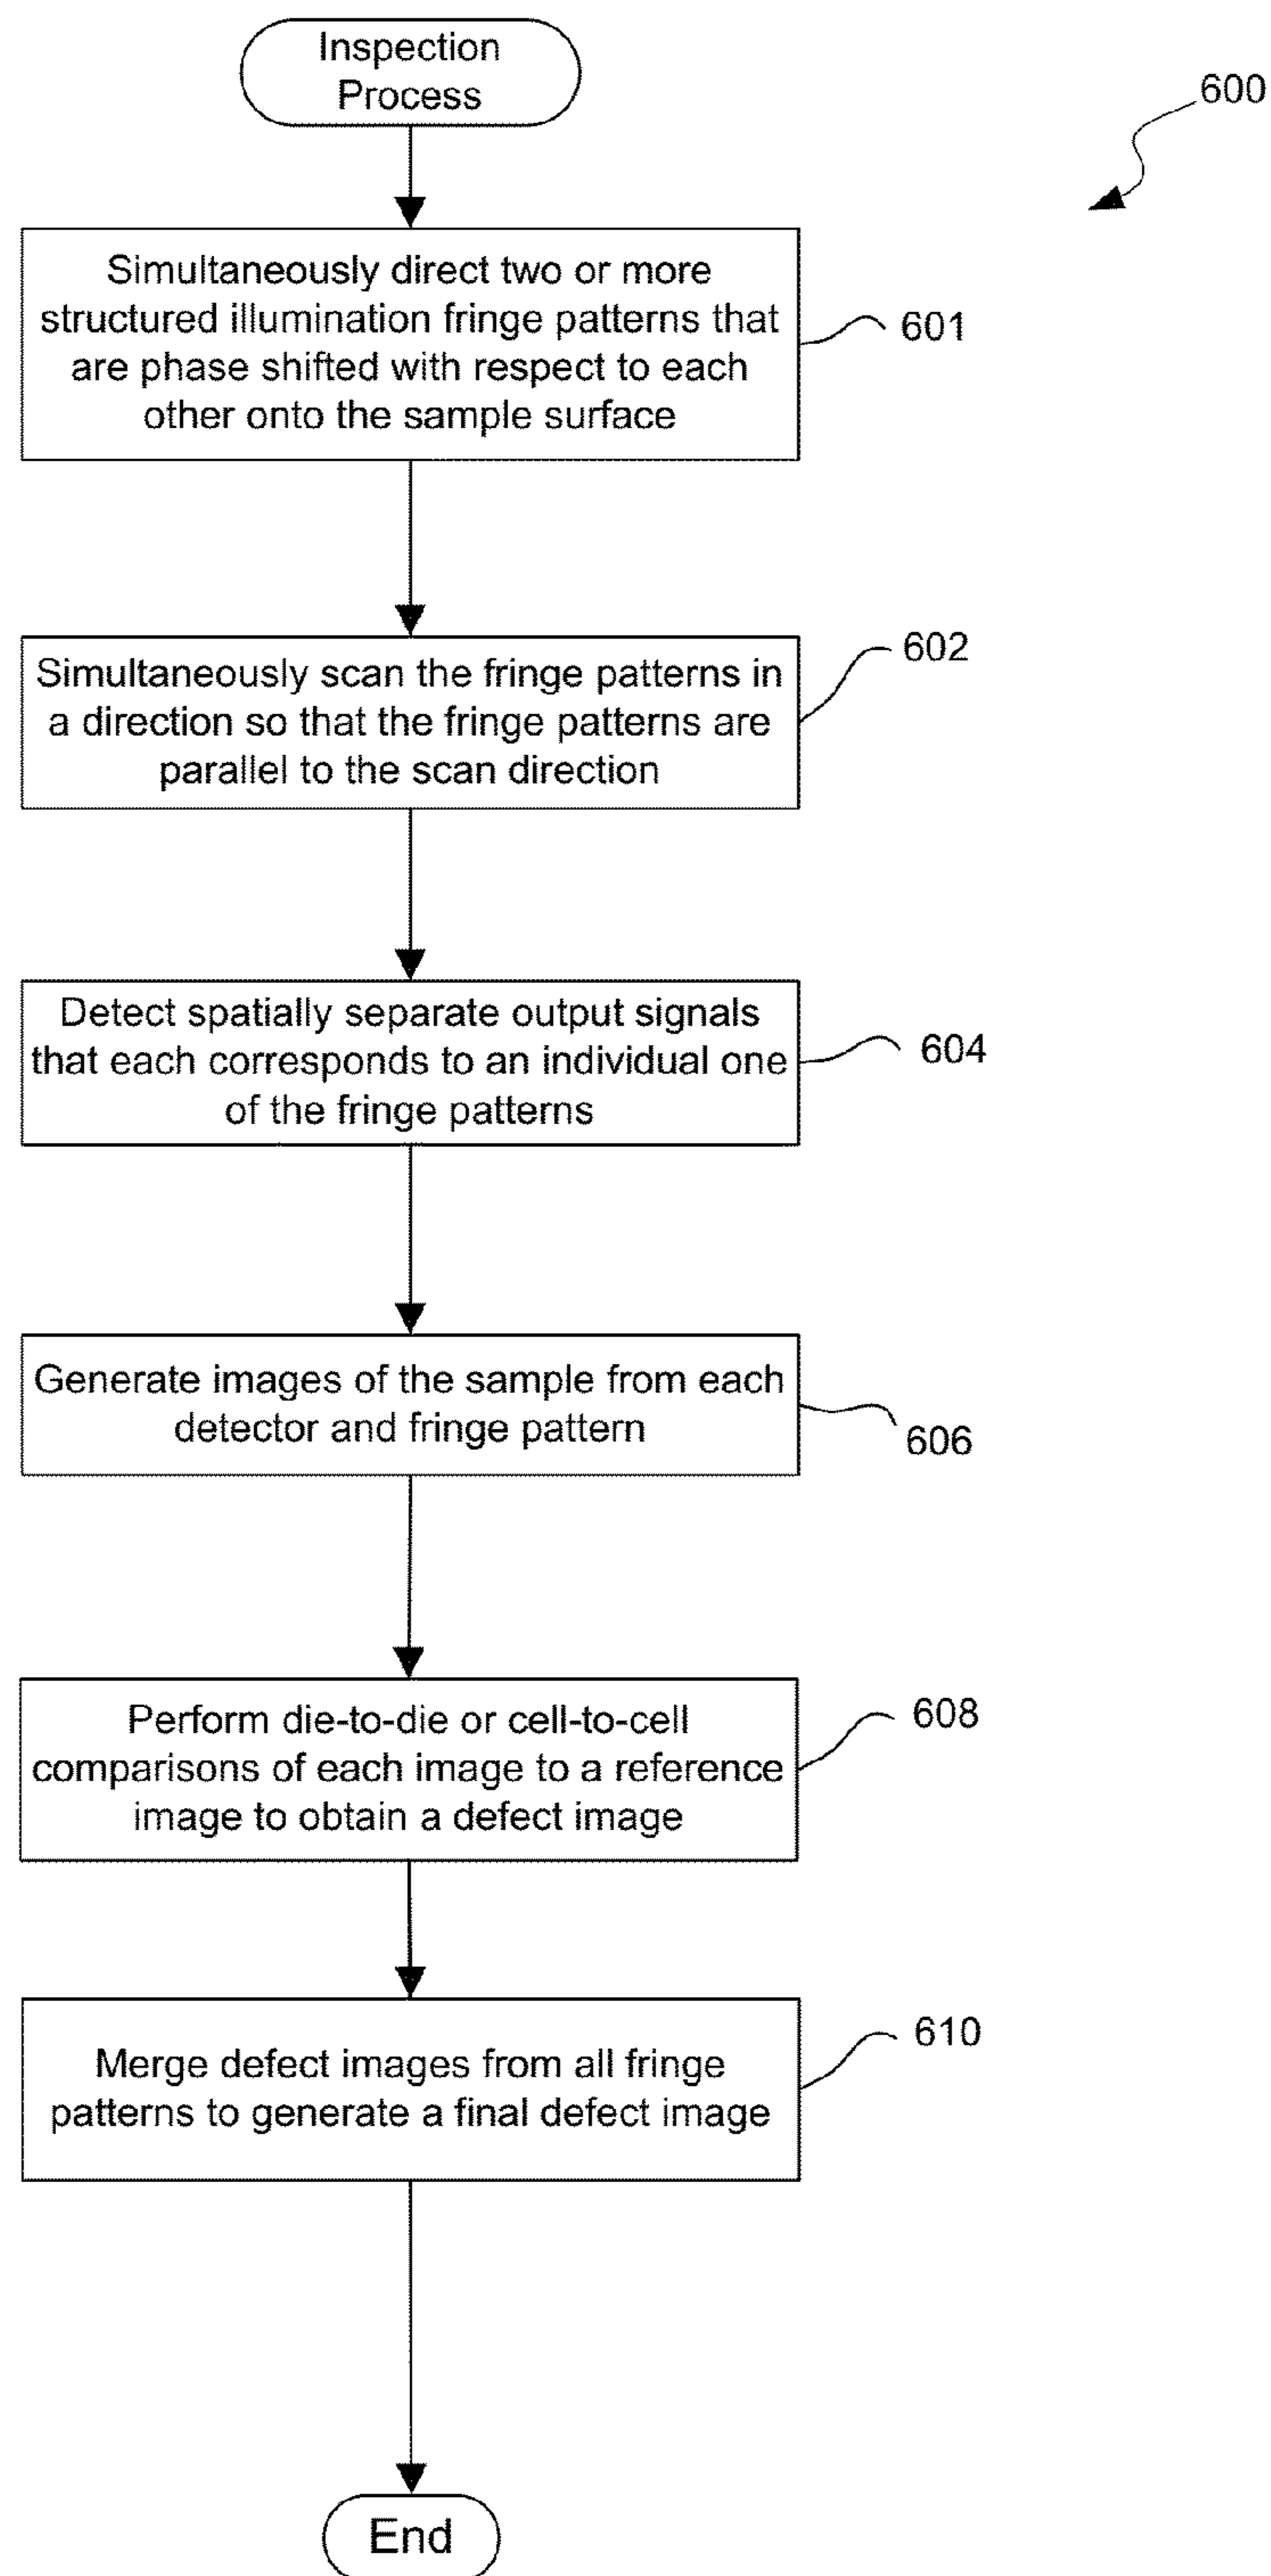 Inspection
Process
600
Simultaneously direct two or more
structured illumination fringe patterns that
are phase shifted with respect to each
other onto the sample surface
601
Simultaneously scan the fringe patterns in
a direction so that the fringe patterns are
parallel to the scan direction
602
Detect spatially separate output signals
that each corresponds to an individual one
of the fringe patterns
604
Generate images of the sample from each
detector and fringe pattern
606
Perform die-to-die or cell-to-cell
comparisons of each image to a reference
image to obtain a defect image
608
Merge defect images from all fringe
patterns to generate a final defect image
610
End